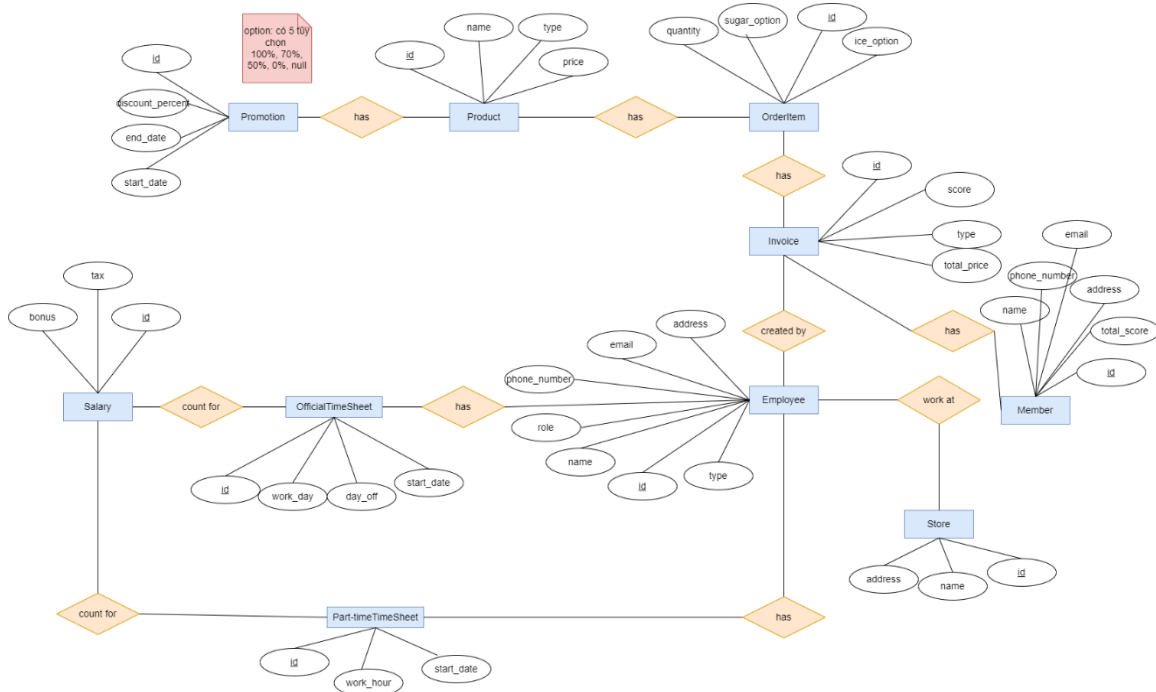 option: có 5 tùy
chọn
100%, 70%,
50%, 0%, null
id
discount_percent
end_date
start_date
Promotion
has
name
type
id
price
Product
has
sugar_option
id
quantity
ice_option
OrderItem
has
id
score
type
total_price
Invoice
email
phone_number
address
name
total_score
id
has
Member
created by
tax
bonus
id
Salary
count for
OfficialTimeSheet
has
id
work_day
day_off
start_date
address
email
phone_number
role
name
id
type
Employee
work at
Store
address
name
id
count for
Part-timeTimeSheet
has
id
work_hour
start_date